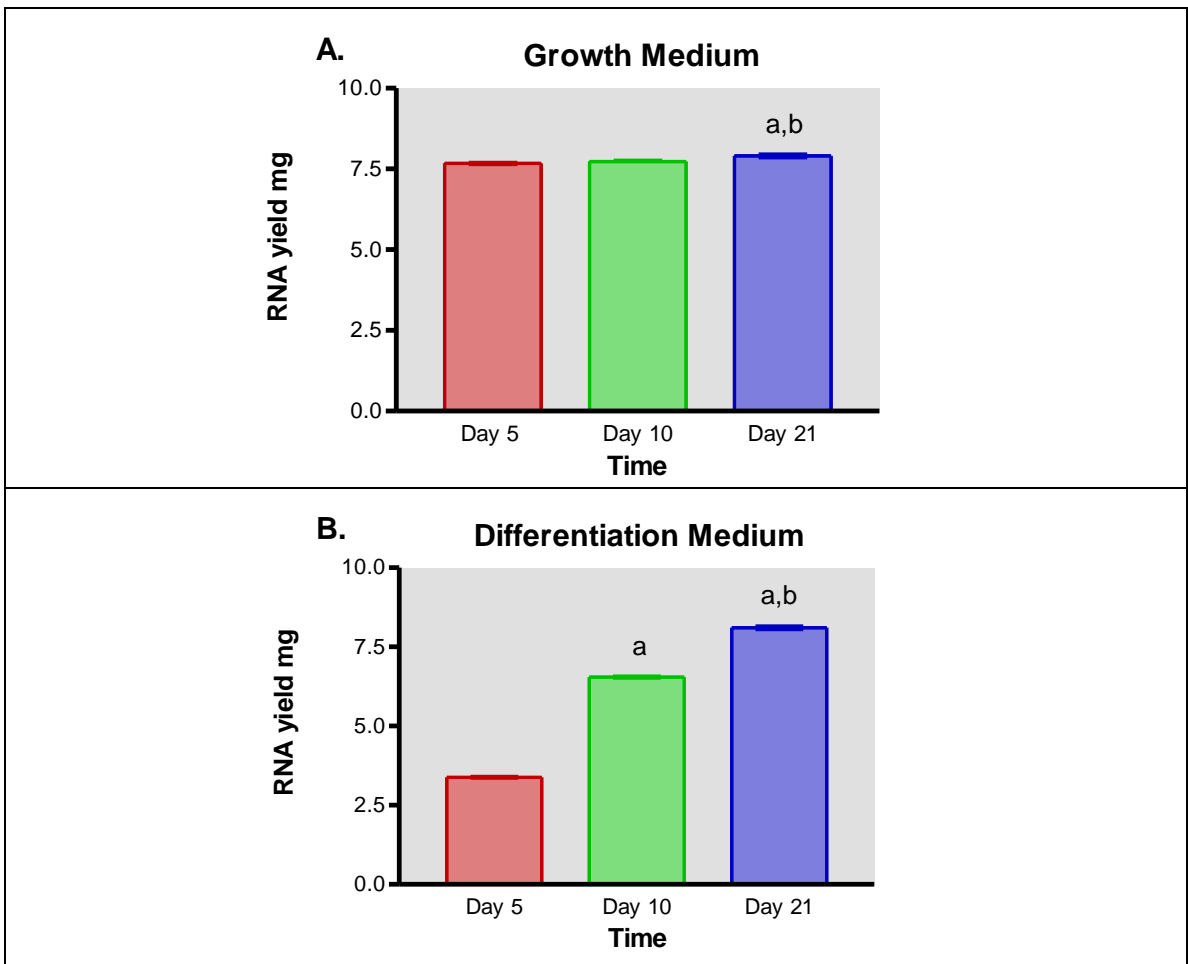 A.
Growth Medium
10.0
a,b
7.5
5.0
2.5
0.0
RNA yield mg
Day 5 Day 10 Day 21
Time
B.
Differentiation Medium
10.0
a,b
7.5
a
5.0
2.5
0.0
RNA yield mg
Day 5 Day 10 Day 21
Time